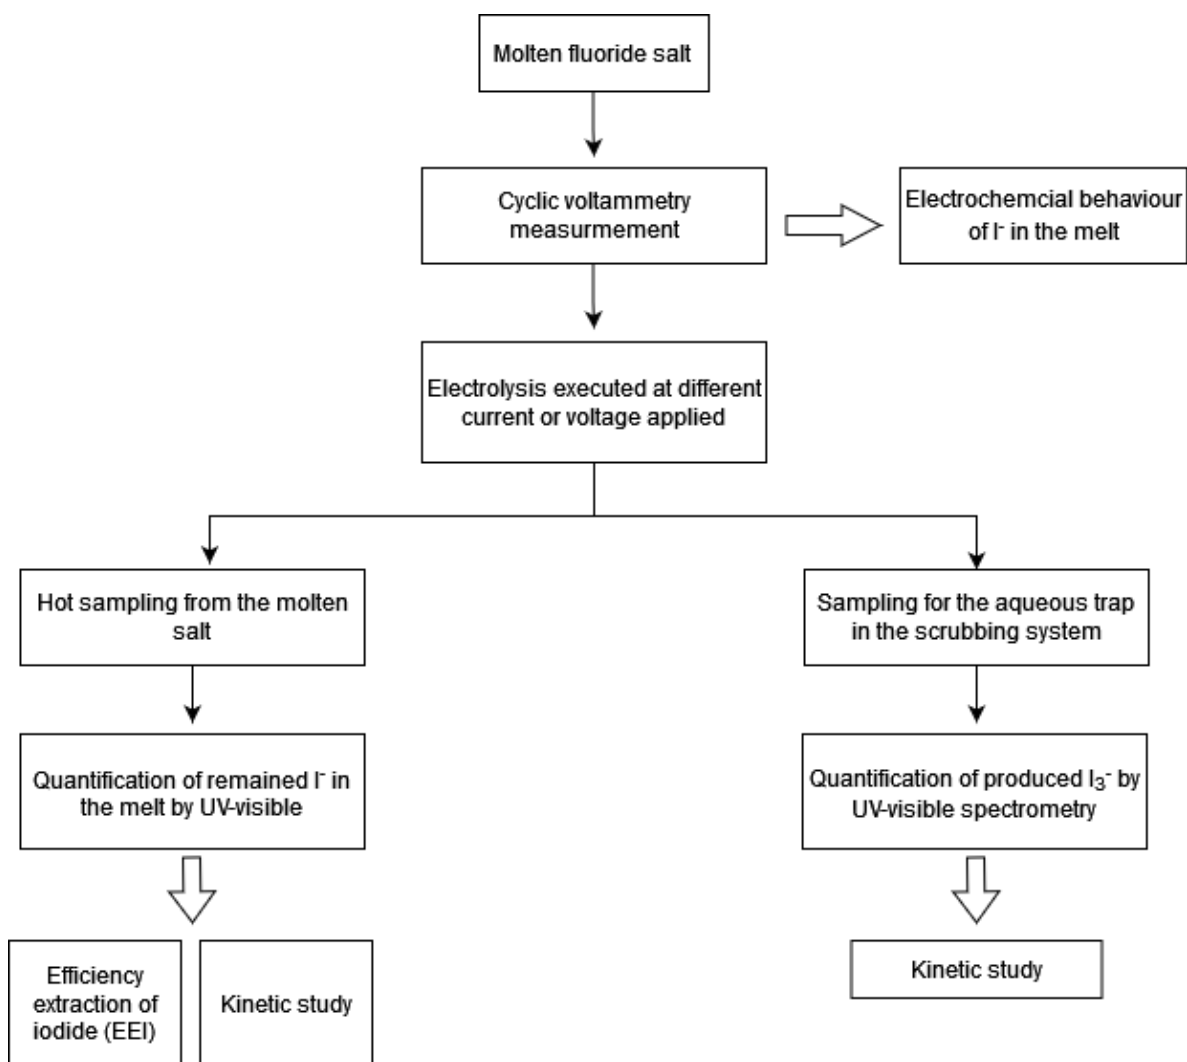 Molten fluoride salt
Cyclic voltammetry
measurmement
Electrochemcial behaviour
of I⁻ in the melt
Electrolysis executed at different
current or voltage applied
Hot sampling from the molten
salt
Sampling for the aqueous trap
in the scrubbing system
Quantification of remained I⁻ in
the melt by UV-visible
Quantification of produced I₃⁻ by
UV-visible spectrometry
Efficiency
extraction of
iodide (EEI)
Kinetic study
Kinetic study